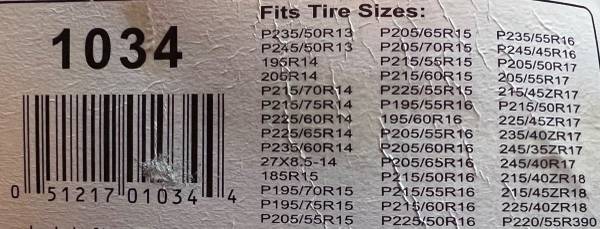 1034
0 51217 01034 4
Fits Tire Sizes:
P235/50R13
P245/50R13
195R14
205R14
P215/70R14
P215/75R14
P225/60R14
P225/65R14
P235/60R14
27X8.5-14
185R15
P195/70R15
P195/75R15
P205/55R15
P205/65R15
P205/70R15
P215/55R15
P215/60R15
P225/55R15
P195/55R16
195/60R16
P205/55R16
P205/60R16
P205/65R16
P215/55R16
P215/60R16
P225/50R16
P235/55R16
P245/45R16
P205/50R17
205/55R17
215/45ZR17
P215/50R17
225/45ZR17
235/40ZR17
245/35ZR17
245/40R17
215/40ZR18
215/45ZR18
225/40ZR18
P220/55R390